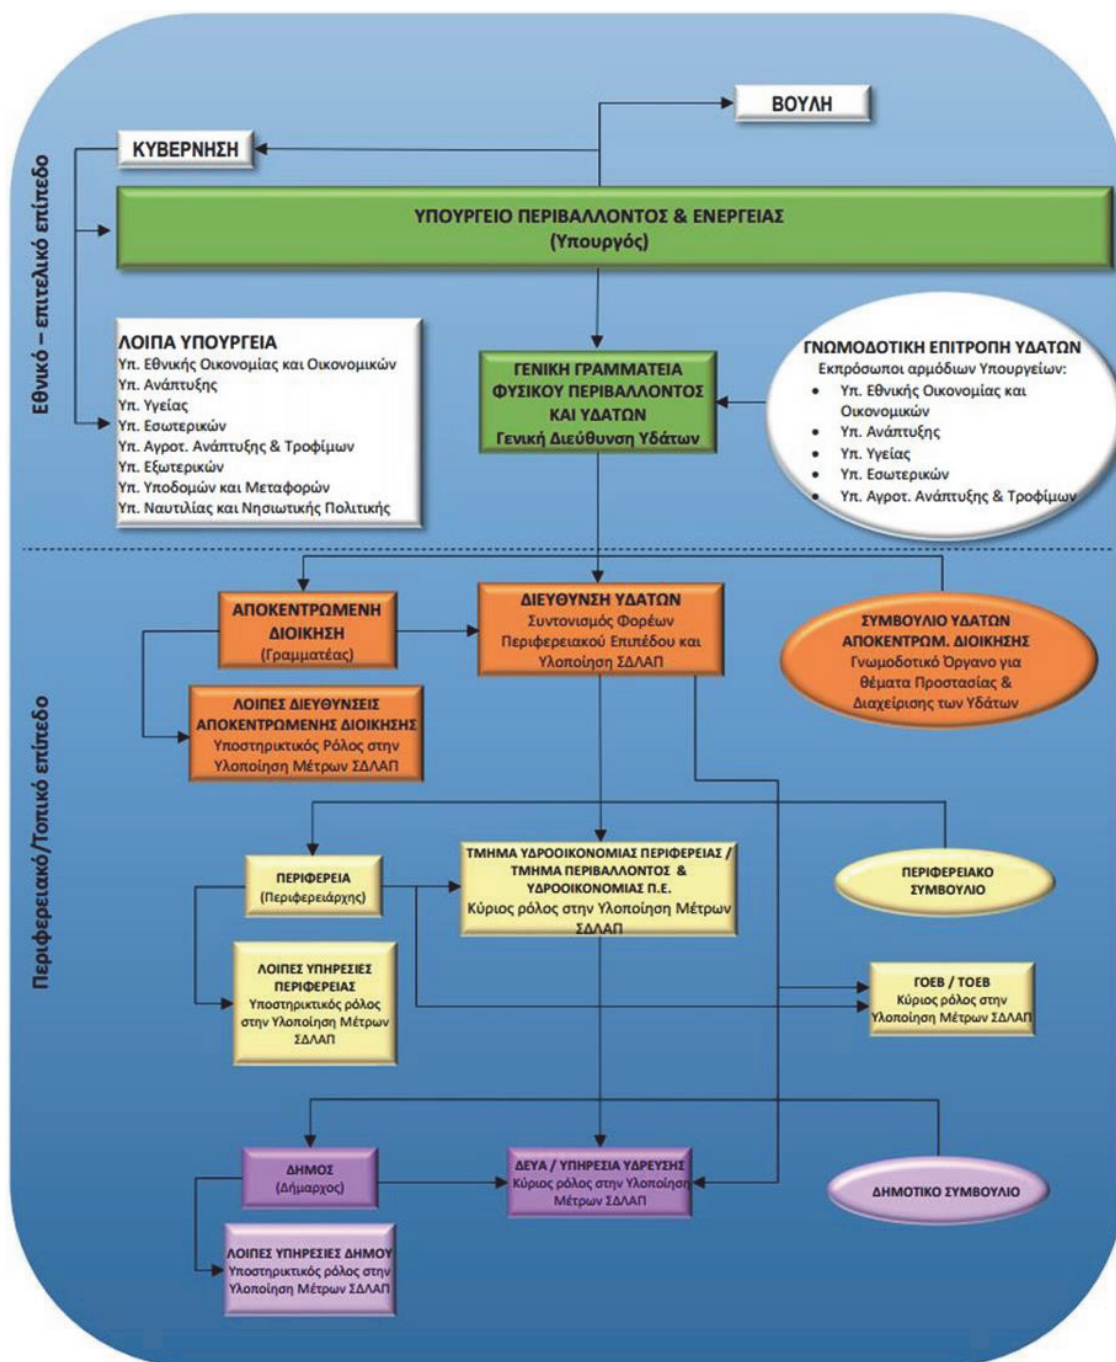 ΒΟΥΛΗ
ΚΥΒΕΡΝΗΣΗ
Εθνικό – επιτελικό επίπεδο
ΥΠΟΥΡΓΕΙΟ ΠΕΡΙΒΑΛΛΟΝΤΟΣ & ΕΝΕΡΓΕΙΑΣ
(Υπουργός)
ΛΟΙΠΑ ΥΠΟΥΡΓΕΙΑ
Υπ. Εθνικής Οικονομίας και Οικονομικών
Υπ. Ανάπτυξης
Υπ. Υγείας
Υπ. Εσωτερικών
Υπ. Αγροτ. Ανάπτυξης & Τροφίμων
Υπ. Εξωτερικών
Υπ. Υποδομών και Μεταφορών
Υπ. Ναυτιλίας και Νησιωτικής Πολιτικής
ΓΕΝΙΚΗ ΓΡΑΜΜΑΤΕΙΑ
ΦΥΣΙΚΟΥ ΠΕΡΙΒΑΛΛΟΝΤΟΣ
ΚΑΙ ΥΔΑΤΩΝ
Γενική Διεύθυνση Υδάτων
ΓΝΩΜΟΔΟΤΙΚΗ ΕΠΙΤΡΟΠΗ ΥΔΑΤΩΝ
Εκπρόσωποι αρμόδιων Υπουργείων:
• Υπ. Εθνικής Οικονομίας και
Οικονομικών
• Υπ. Ανάπτυξης
• Υπ. Υγείας
• Υπ. Εσωτερικών
• Υπ. Αγροτ. Ανάπτυξης & Τροφίμων
Περιφερειακό/Τοπικό επίπεδο
ΑΠΟΚΕΝΤΡΩΜΕΝΗ
ΔΙΟΙΚΗΣΗ
(Γραμματέας)
ΔΙΕΥΘΥΝΣΗ ΥΔΑΤΩΝ
Συντονισμός Φορέων
Περιφερειακού Επιπέδου και
Υλοποίηση ΣΔΛΑΠ
ΣΥΜΒΟΥΛΙΟ ΥΔΑΤΩΝ
ΑΠΟΚΕΝΤΡΩΜ. ΔΙΟΙΚΗΣΗΣ
Γνωμοδοτικό Όργανο για
θέματα Προστασίας &
Διαχείρισης των Υδάτων
ΛΟΙΠΕΣ ΔΙΕΥΘΥΝΣΕΙΣ
ΑΠΟΚΕΝΤΡΩΜΕΝΗΣ ΔΙΟΙΚΗΣΗΣ
Υποστηρικτικός Ρόλος στην
Υλοποίηση Μέτρων ΣΔΛΑΠ
ΠΕΡΙΦΕΡΕΙΑ
(Περιφερειάρχης)
ΤΜΗΜΑ ΥΔΡΟΟΙΚΟΝΟΜΙΑΣ ΠΕΡΙΦΕΡΕΙΑΣ /
ΤΜΗΜΑ ΠΕΡΙΒΑΛΛΟΝΤΟΣ &
ΥΔΡΟΟΙΚΟΝΟΜΙΑΣ Π.Ε.
Κύριος ρόλος στην Υλοποίηση Μέτρων
ΣΔΛΑΠ
ΠΕΡΙΦΕΡΕΙΑΚΟ
ΣΥΜΒΟΥΛΙΟ
ΛΟΙΠΕΣ ΥΠΗΡΕΣΙΕΣ
ΠΕΡΙΦΕΡΕΙΑΣ
Υποστηρικτικός ρόλος
στην Υλοποίηση Μέτρων
ΣΔΛΑΠ
ΓΟΕΒ / ΤΟΕΒ
Κύριος ρόλος στην
Υλοποίηση Μέτρων ΣΔΛΑΠ
ΔΗΜΟΣ
(Δήμαρχος)
ΔΕΥΑ / ΥΠΗΡΕΣΙΑ ΥΔΡΕΥΣΗΣ
Κύριος ρόλος στην Υλοποίηση
Μέτρων ΣΔΛΑΠ
ΔΗΜΟΤΙΚΟ ΣΥΜΒΟΥΛΙΟ
ΛΟΙΠΕΣ ΥΠΗΡΕΣΙΕΣ ΔΗΜΟΥ
Υποστηρικτικός ρόλος στην
Υλοποίηση Μέτρων ΣΔΛΑΠ